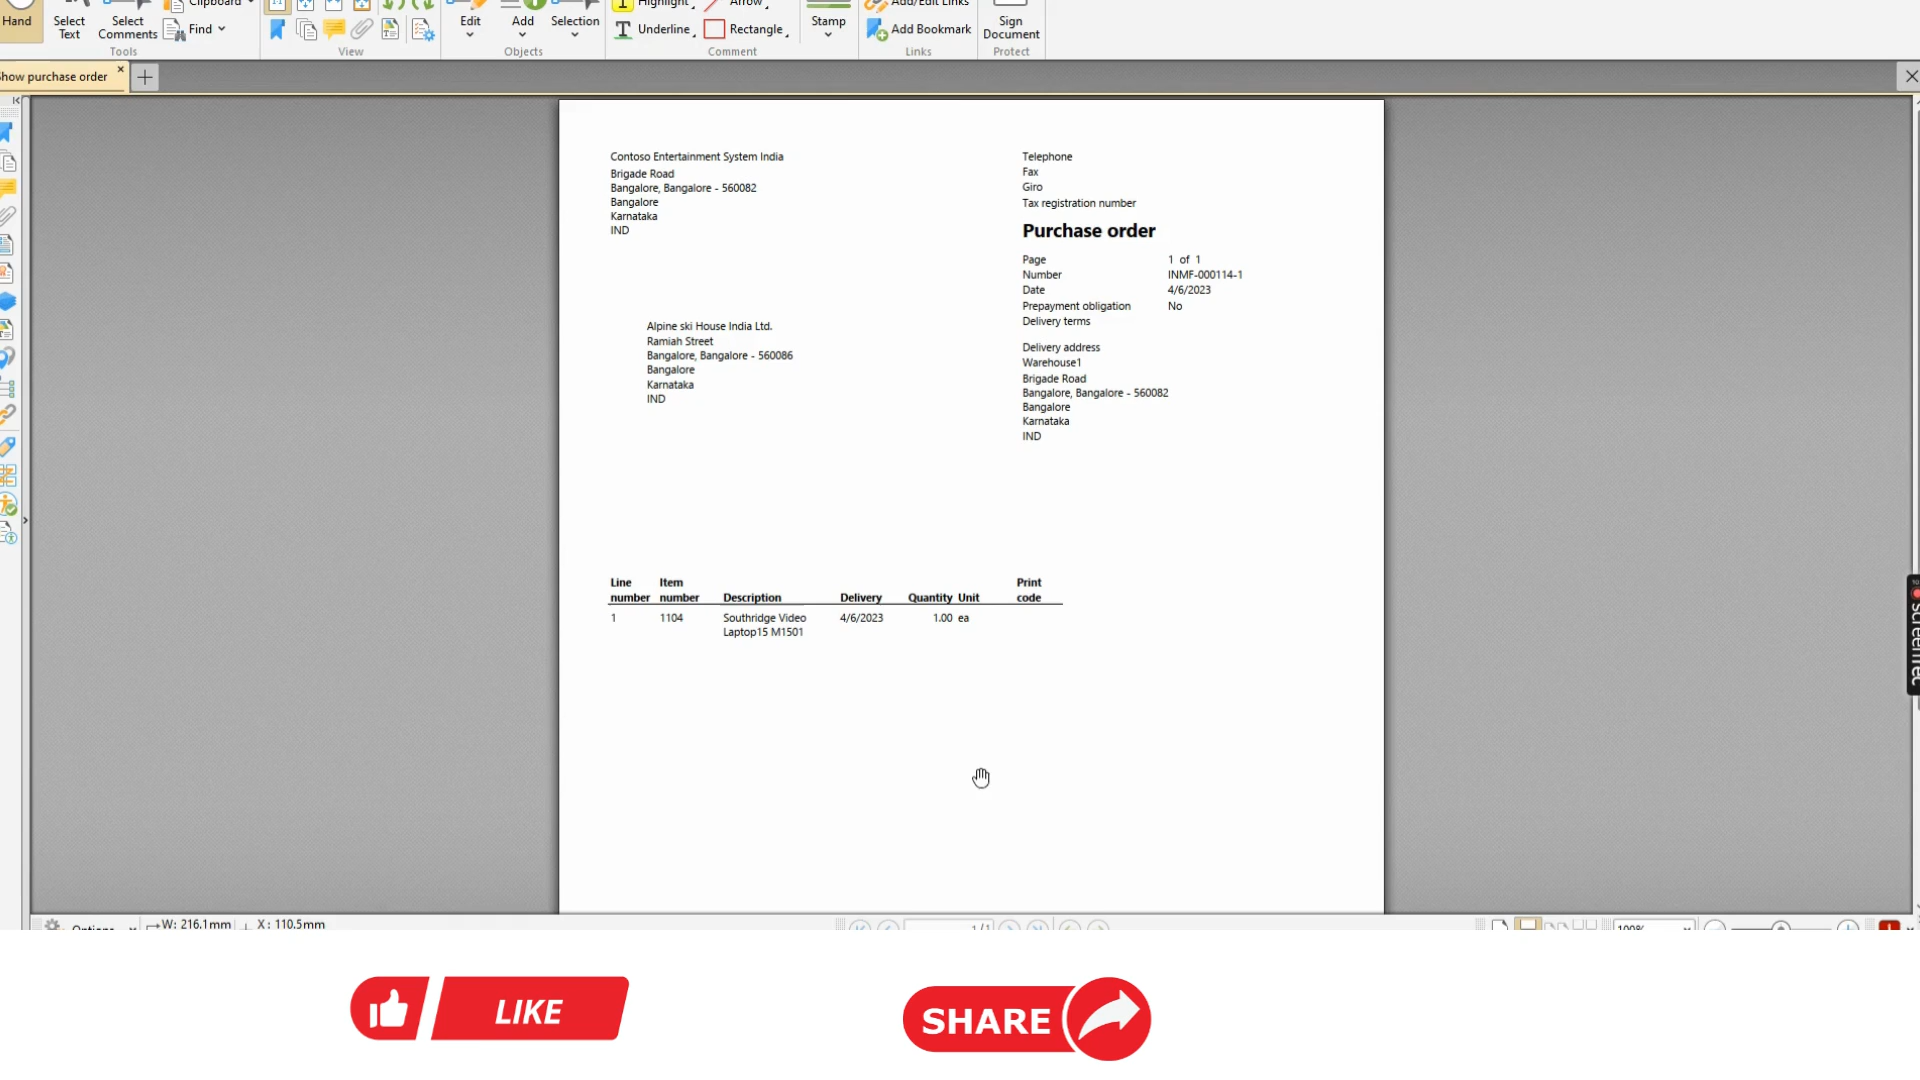 Clipboard
Highlight
Arrow
Add/Edit Links
Hand
Select Text
Select Comments
Find
Edit
Add
Selection
Underline
Rectangle
Stamp
Add Bookmark
Sign Document
Tools
View
Objects
Comment
Links
Protect
how purchase order
Contoso Entertainment System India
Brigade Road
Bangalore, Bangalore - 560082
Bangalore
Karnataka
IND
Telephone
Fax
Giro
Tax registration number
Purchase order
Page 1 of 1
Number INMF-000114-1
Date 4/6/2023
Prepayment obligation No
Delivery terms
Alpine ski House India Ltd.
Ramiah Street
Bangalore, Bangalore - 560086
Bangalore
Karnataka
IND
Delivery address
Warehouse1
Brigade Road
Bangalore, Bangalore - 560082
Bangalore
Karnataka
IND
Line Item Print
number number Description Delivery Quantity Unit code
1 1104 Southridge Video 4/6/2023 1.00 ea
Laptop15 M1501
screenrec
Options W: 216.1mm X: 110.5mm 1/1 100%
LIKE
SHARE